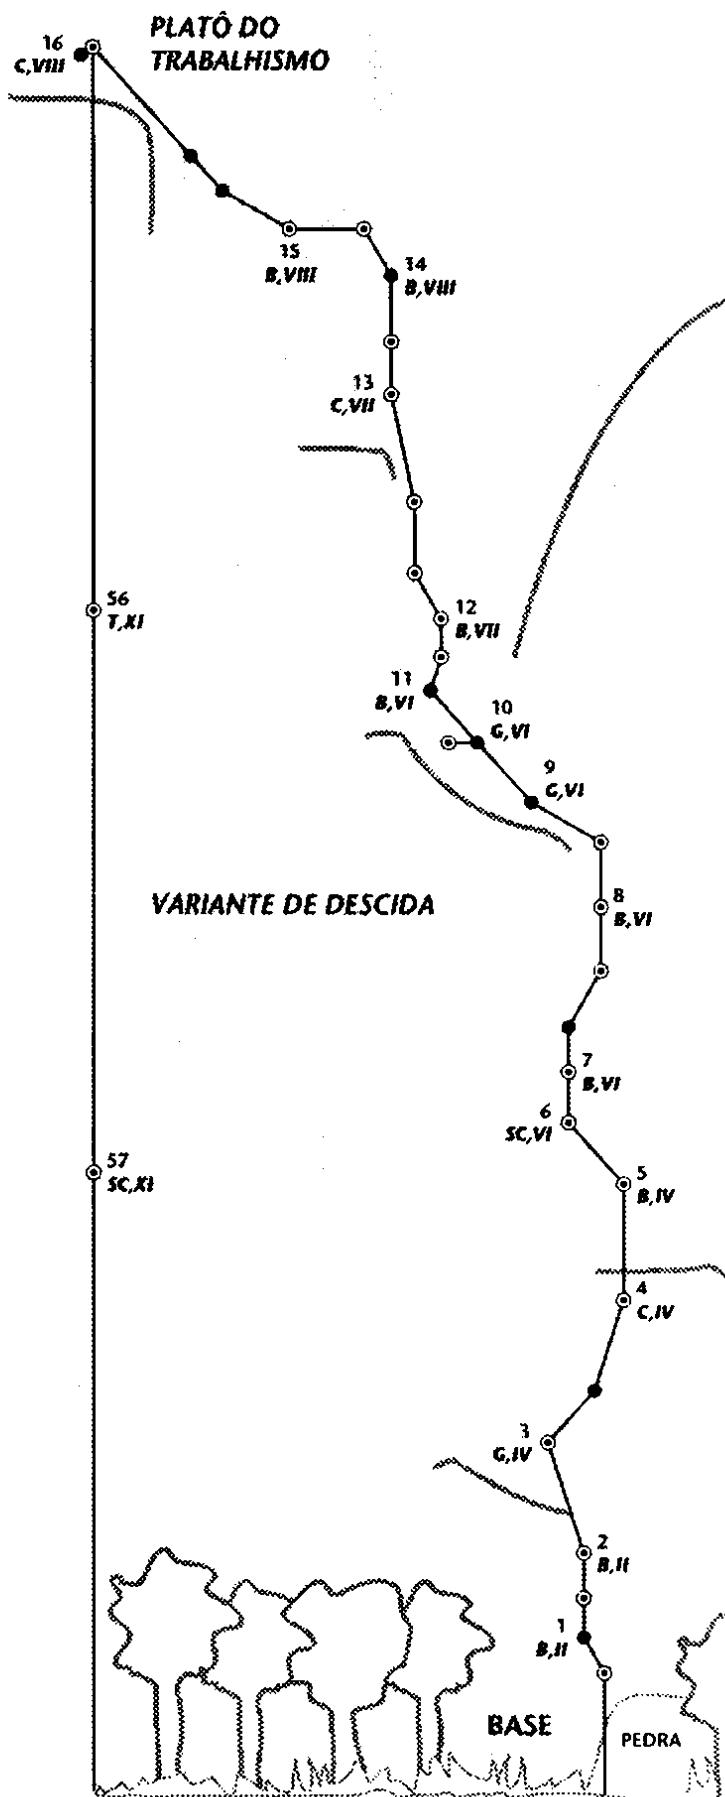 PLATÔ DO
TRABALHISMO
16
C,VIII
15
B,VIII
14
B,VIII
13
C,VII
56
T,XI
12
B,VII
11
B,VI
10
G,VI
9
G,VI
VARIANTE DE DESCIDA
8
B,VI
7
B,VI
6
SC,VI
57
SC,XI
5
B,IV
4
C,IV
3
G,IV
2
B,II
1
B,II
BASE
PEDRA